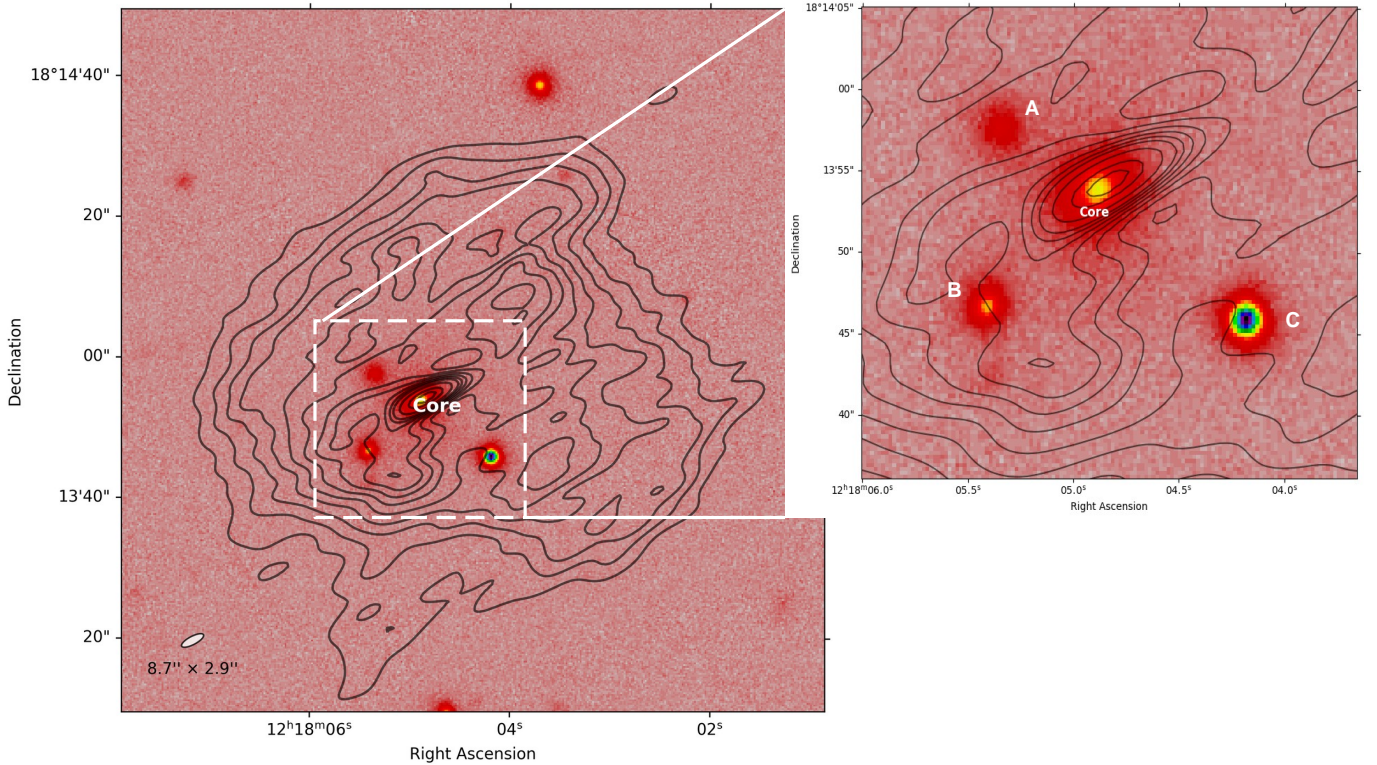 Declination
18°14'40"
20"
00"
13'40"
20"
Core
8.7'' × 2.9''
12ʰ18ᵐ06ˢ
04ˢ
02ˢ
Right Ascension
Declination
18°14'05"
00"
13'55"
50"
45"
40"
A
Core
B
C
12ʰ18ᵐ06.0ˢ
05.5ˢ
05.0ˢ
04.5ˢ
04.0ˢ
Right Ascension